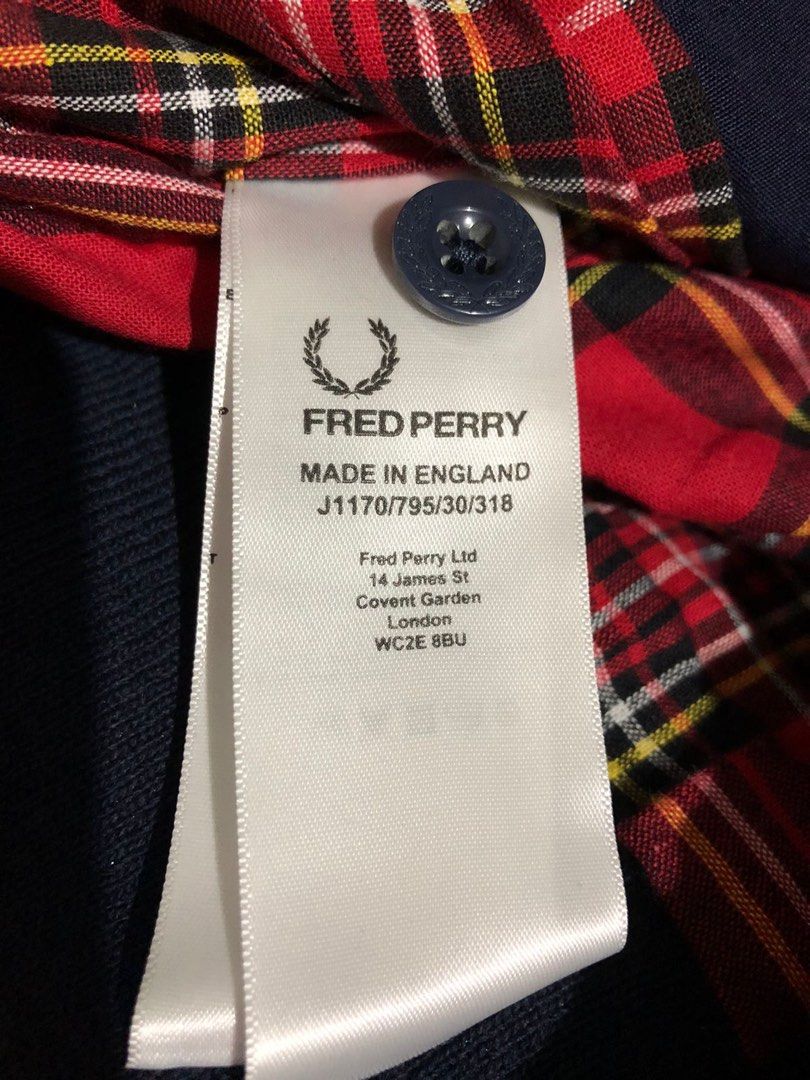 FRED PERRY
MADE IN ENGLAND
J1170/795/30/318
Fred Perry Ltd
14 James St
Covent Garden
London
WC2E 8BU